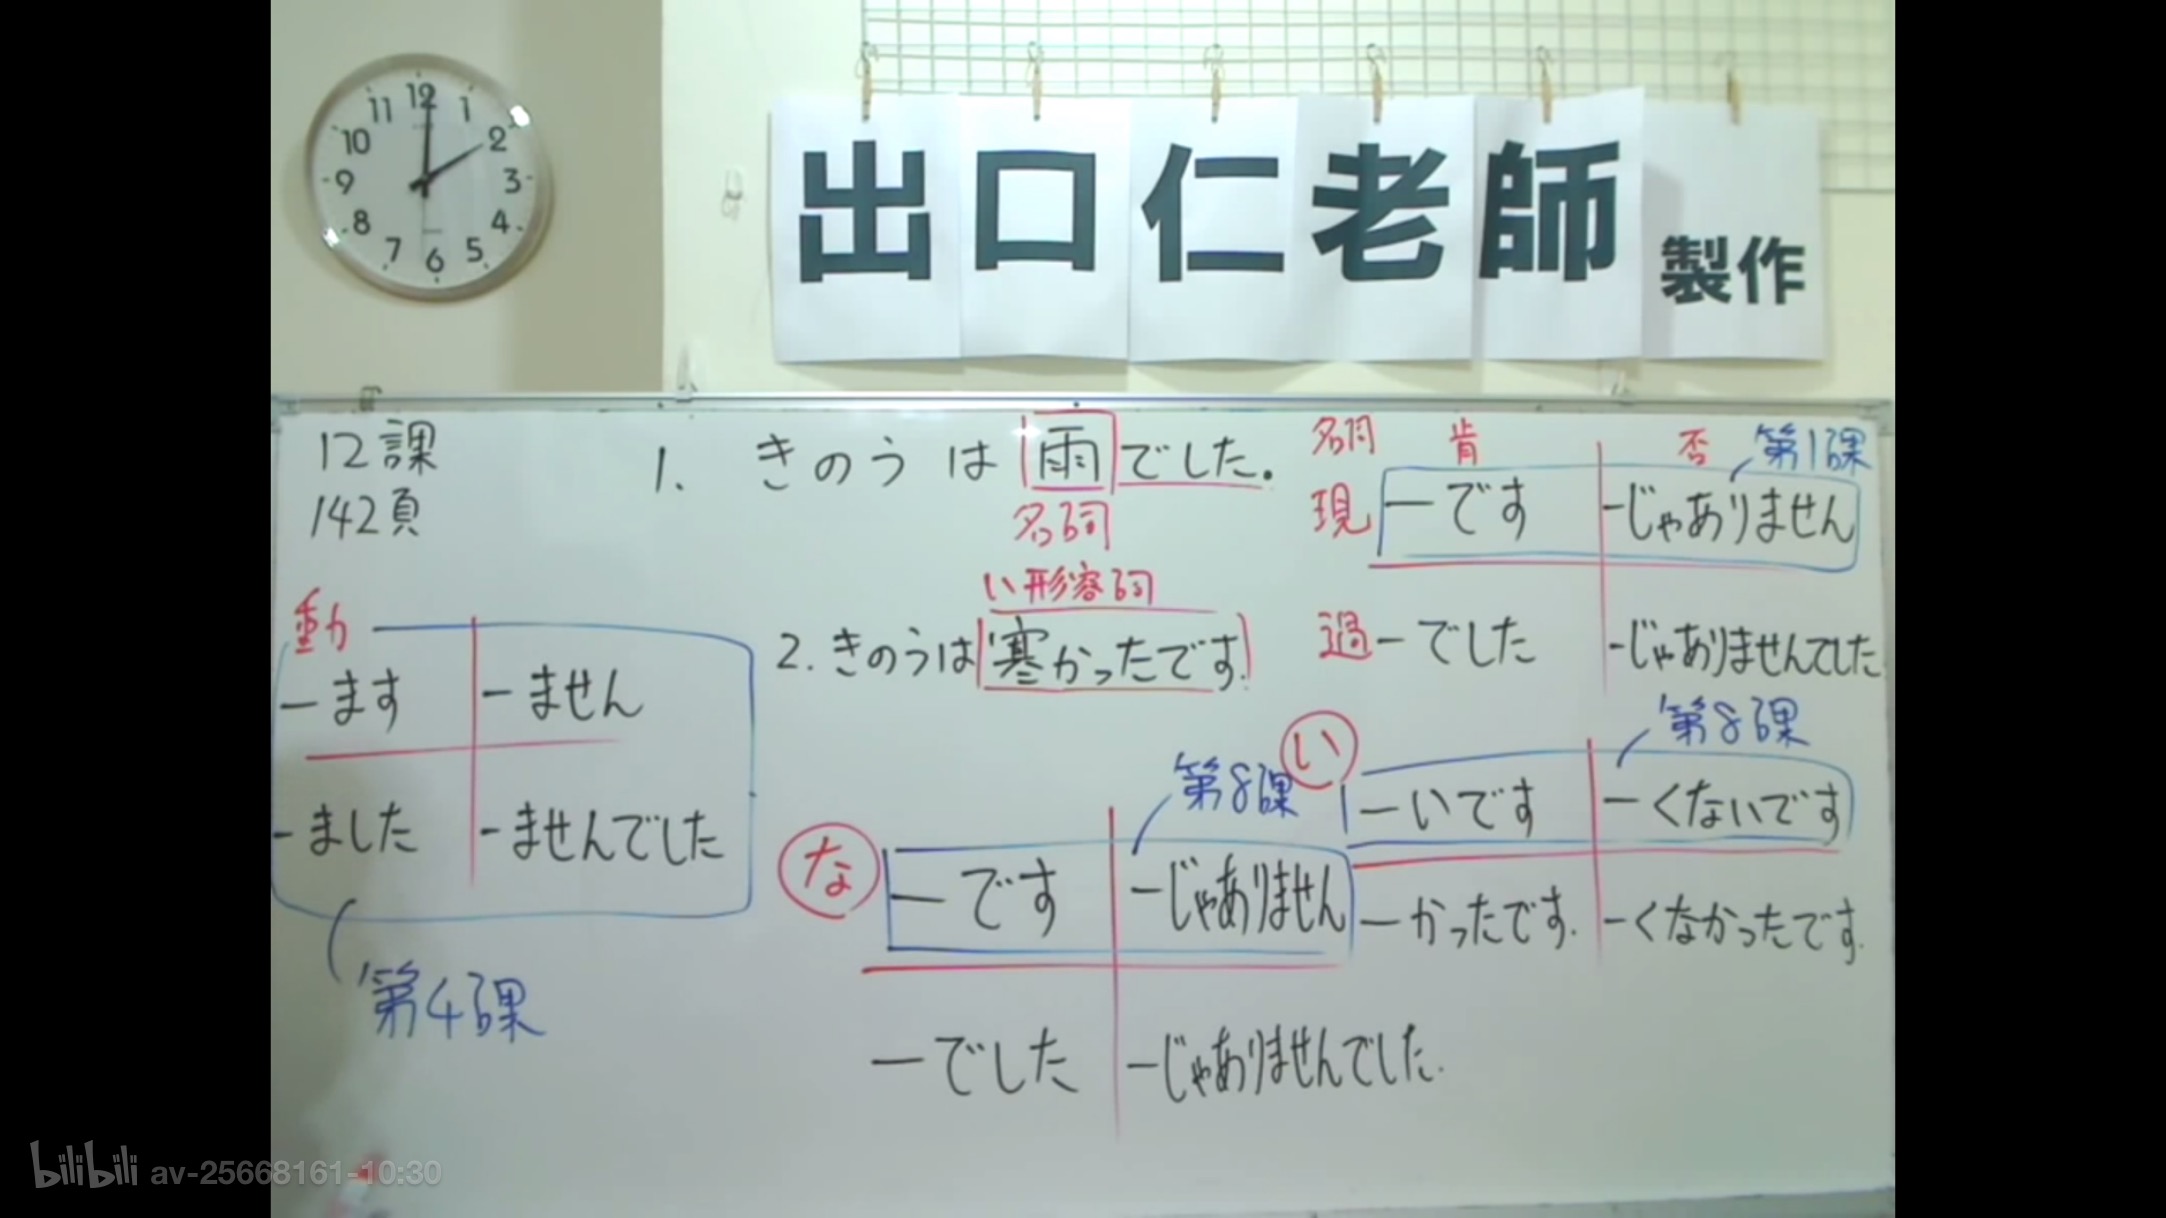 12 1 2 3 4 5 6 7 8 9 10 11
出口仁老師 製作
12課
142頁
1. きのうは雨でした.
名詞
い形容詞
2. きのうは寒かったです.
名詞 肯 否 第1課
現 ーです ーじゃありません
過 ーでした ーじゃありませんでした
動
ーます ーません
ーました ーませんでした
第4課
な 第8課
ーです ーじゃありません
ーでした ーじゃありませんでした.
い 第8課
ーいです ーくないです
ーかったです. ーくなかったです.
bilibili av-25668161-10:30